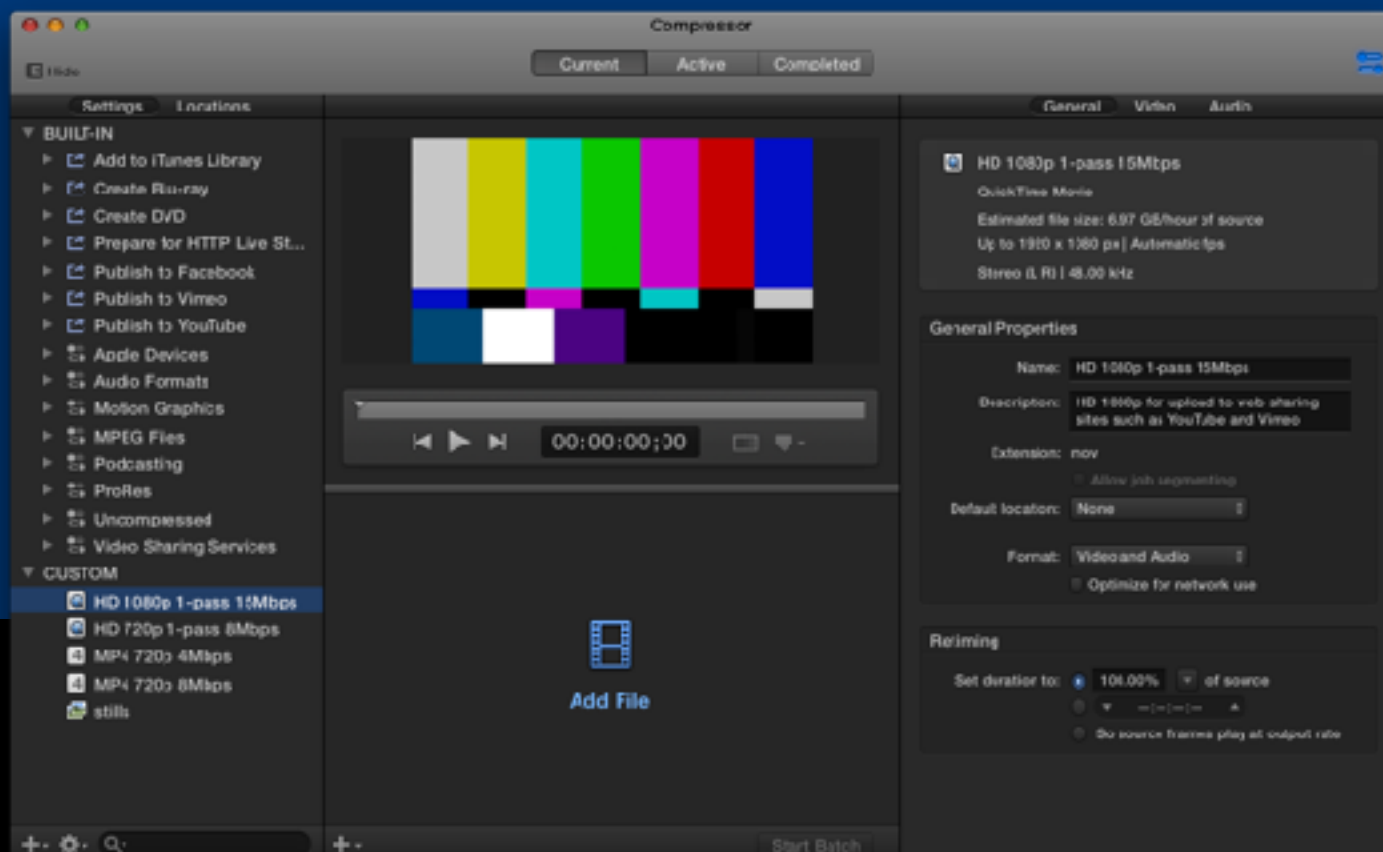 Compressor
Hide
Current
Active
Completed
Settings
Locations
General
Video
Audio
BUILT-IN
Add to iTunes Library
Create Blu-ray
Create DVD
Prepare for HTTP Live St...
Publish to Facebook
Publish to Vimeo
Publish to YouTube
Apple Devices
Audio Formats
Motion Graphics
MPEG Files
Podcasting
ProRes
Uncompressed
Video Sharing Services
CUSTOM
HD 1080p 1-pass 15Mbps
HD 720p 1-pass 8Mbps
MP4 720p 4Mbps
MP4 720p 8Mbps
stills
00:00:00;00
Add File
Start Batch
HD 1080p 1-pass 15Mbps
QuickTime Movie
Estimated file size: 6.97 GB/hour of source
Up to 1920 x 1080 px | Automatic fps
Stereo (L R) | 48.00 kHz
General Properties
Name: HD 1080p 1-pass 15Mbps
Description: HD 1080p for upload to web sharing
sites such as YouTube and Vimeo
Extension: mov
Allow job segmenting
Default location: None
Format: Video and Audio
Optimize for network use
Retiming
Set duration to: 100.00% of source
--:--:--:--
So source frames play at output rate